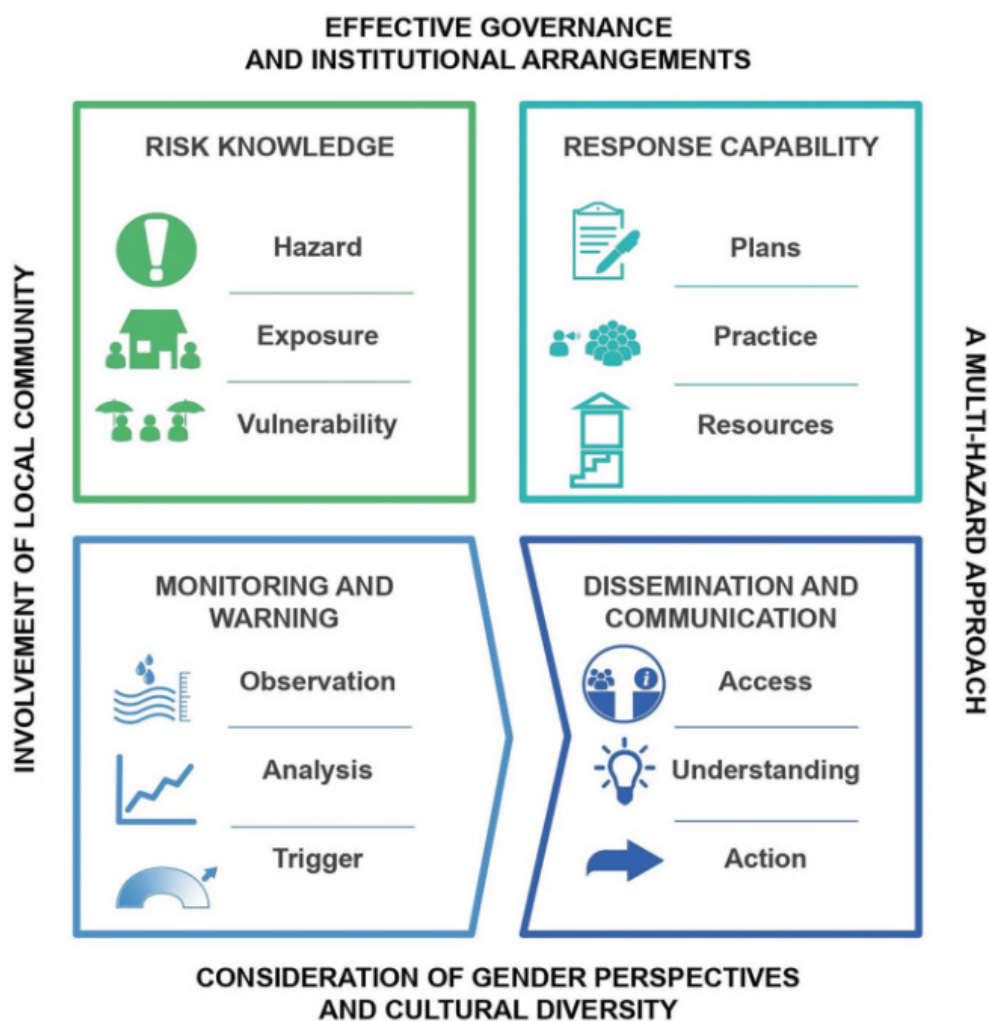 EFFECTIVE GOVERNANCE
AND INSTITUTIONAL ARRANGEMENTS
INVOLVEMENT OF LOCAL COMMUNITY
RISK KNOWLEDGE
Hazard
Exposure
Vulnerability
RESPONSE CAPABILITY
Plans
Practice
Resources
MONITORING AND
WARNING
Observation
Analysis
Trigger
DISSEMINATION AND
COMMUNICATION
i
Access
Understanding
Action
A MULTI-HAZARD APPROACH
CONSIDERATION OF GENDER PERSPECTIVES
AND CULTURAL DIVERSITY